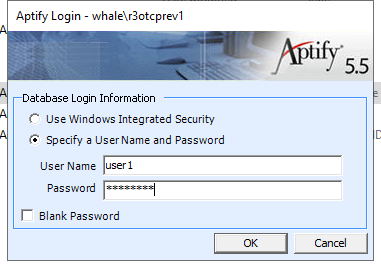 Aptify Login - whale\r3otcprev1
Aptify 5.5
Database Login Information
Use Windows Integrated Security
Specify a User Name and Password
User Name user1
Password ********
Blank Password
OK Cancel